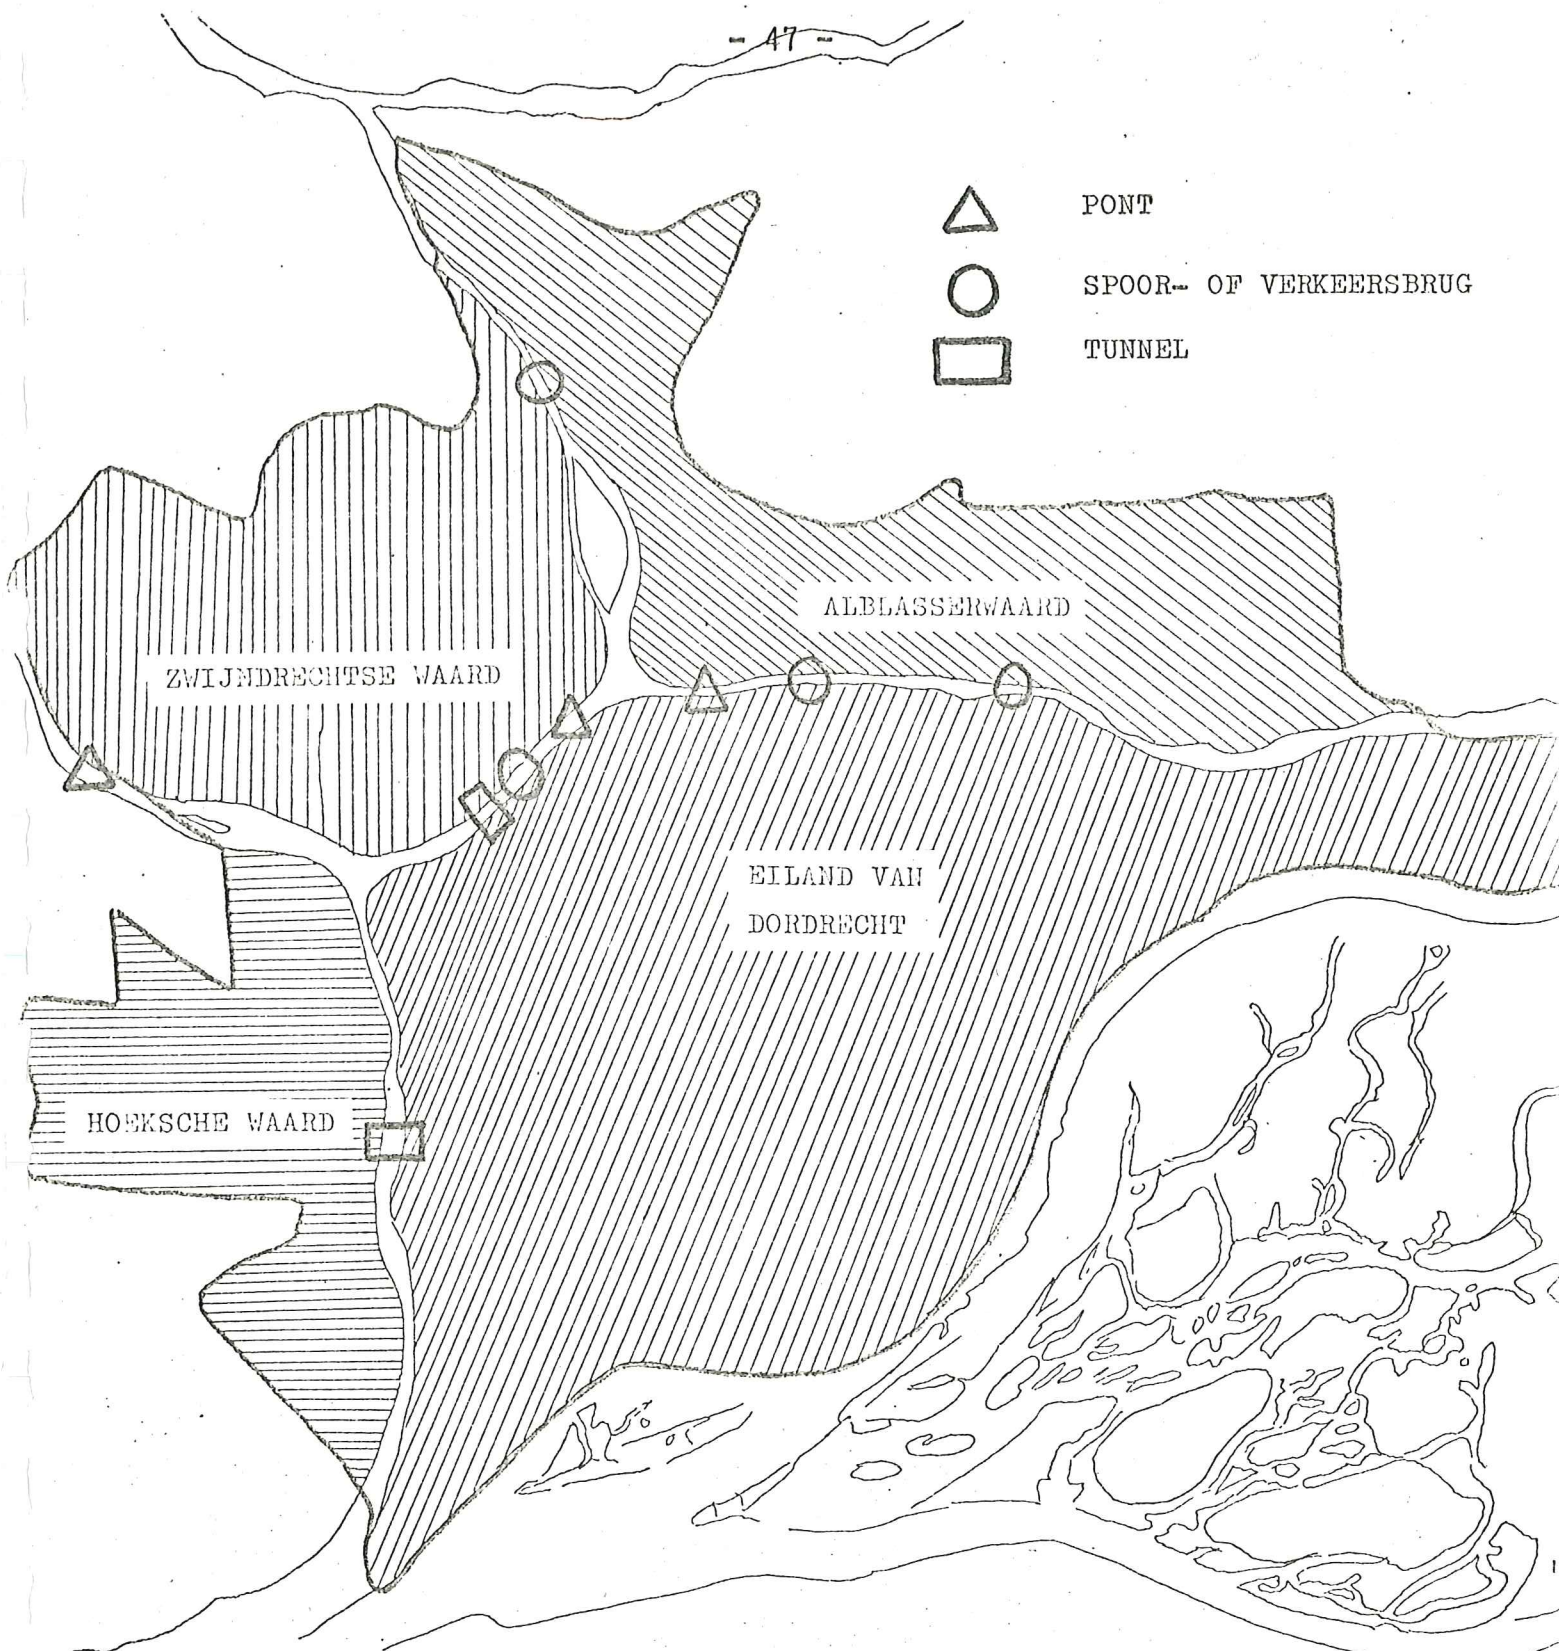 - 47 -
PONT
SPOOR- OF VERKEERSBRUG
TUNNEL
ALBLASSERWAARD
ZWIJNDRECHTSE WAARD
EILAND VAN
DORDRECHT
HOEKSCHE WAARD